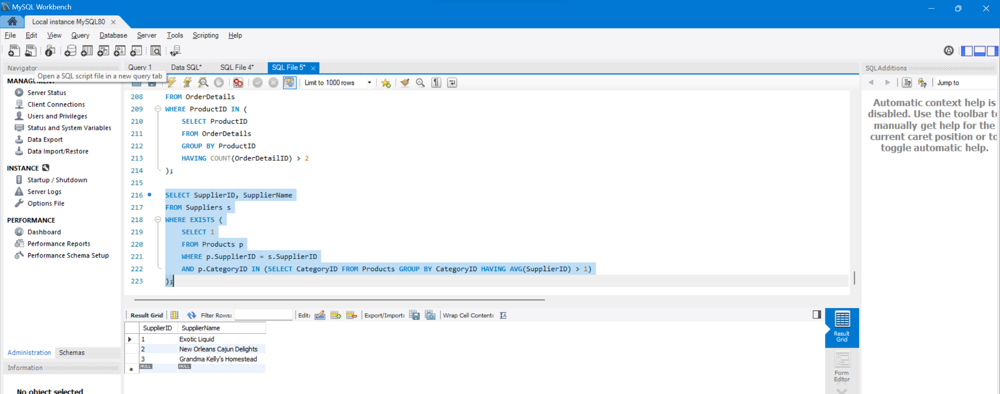 MySQL Workbench
Local instance MySQL80
File Edit View Query Database Server Tools Scripting Help
Navigator
Open a SQL script file in a new query tab
MANAGEMENT
Server Status
Client Connections
Users and Privileges
Status and System Variables
Data Export
Data Import/Restore
INSTANCE
Startup / Shutdown
Server Logs
Options File
PERFORMANCE
Dashboard
Performance Reports
Performance Schema Setup
Administration Schemas
Information
No object selected
Query 1 Data SQL* SQL File 4* SQL File 5*
Limit to 1000 rows
208 FROM OrderDetails
209 WHERE ProductID IN (
210 SELECT ProductID
211 FROM OrderDetails
212 GROUP BY ProductID
213 HAVING COUNT(OrderDetailID) > 2
214 );
215
216 SELECT SupplierID, SupplierName
217 FROM Suppliers s
218 WHERE EXISTS (
219 SELECT 1
220 FROM Products p
221 WHERE p.SupplierID = s.SupplierID
222 AND p.CategoryID IN (SELECT CategoryID FROM Products GROUP BY CategoryID HAVING AVG(SupplierID) > 1)
223 );
Result Grid Filter Rows: Edit: Export/Import: Wrap Cell Content:
SupplierID SupplierName
1 Exotic Liquid
2 New Orleans Cajun Delights
3 Grandma Kelly's Homestead
NULL NULL
Result
Grid
Form
Editor
SQLAdditions
Jump to
Automatic context help is
disabled. Use the toolbar to
manually get help for the
current caret position or to
toggle automatic help.